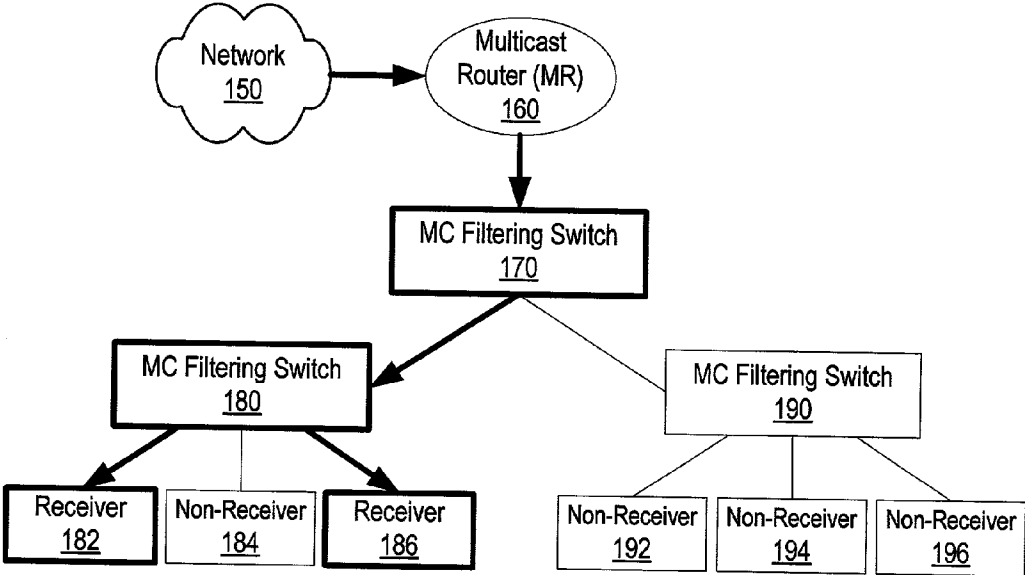 Network
150
Multicast
Router (MR)
160
MC Filtering Switch
170
MC Filtering Switch
180
MC Filtering Switch
190
Receiver
182
Non-Receiver
184
Receiver
186
Non-Receiver
192
Non-Receiver
194
Non-Receiver
196